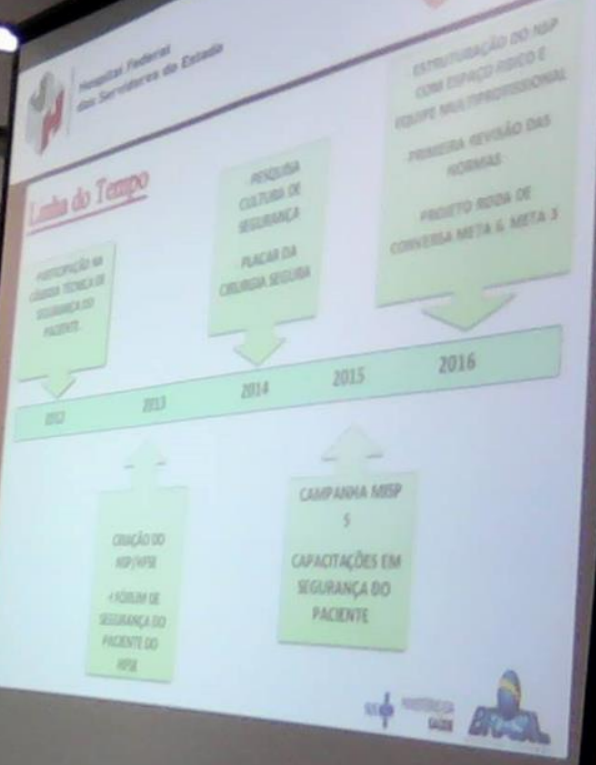 Hospital Federal
dos Servidores do Estado
Linha do Tempo
PARTICIPAÇÃO NA
CÂMARA TÉCNICA DE
SEGURANÇA DO
PACIENTE.
PESQUISA
CULTURA DE
SEGURANÇA
PLACAR DA
CIRURGIA SEGURA
ESTRUTURAÇÃO DO NSP
COM ESPAÇO FISICO E
EQUIPE MULTIPROFISSIONAL
PRIMEIRA REVISÃO DAS
NORMAS
PROJETO RODA DE
CONVERSA META 6, META 3
2012
2013
2014
2015
2016
CRIAÇÃO DO
NSP/HFSE
FÓRUM DE
SEGURANÇA DO
PACIENTE DO
HFSE
CAMPANHA MISP
5
CAPACITAÇÕES EM
SEGURANÇA DO
PACIENTE
SUS
MINISTÉRIO DA
SAÚDE
BRASIL